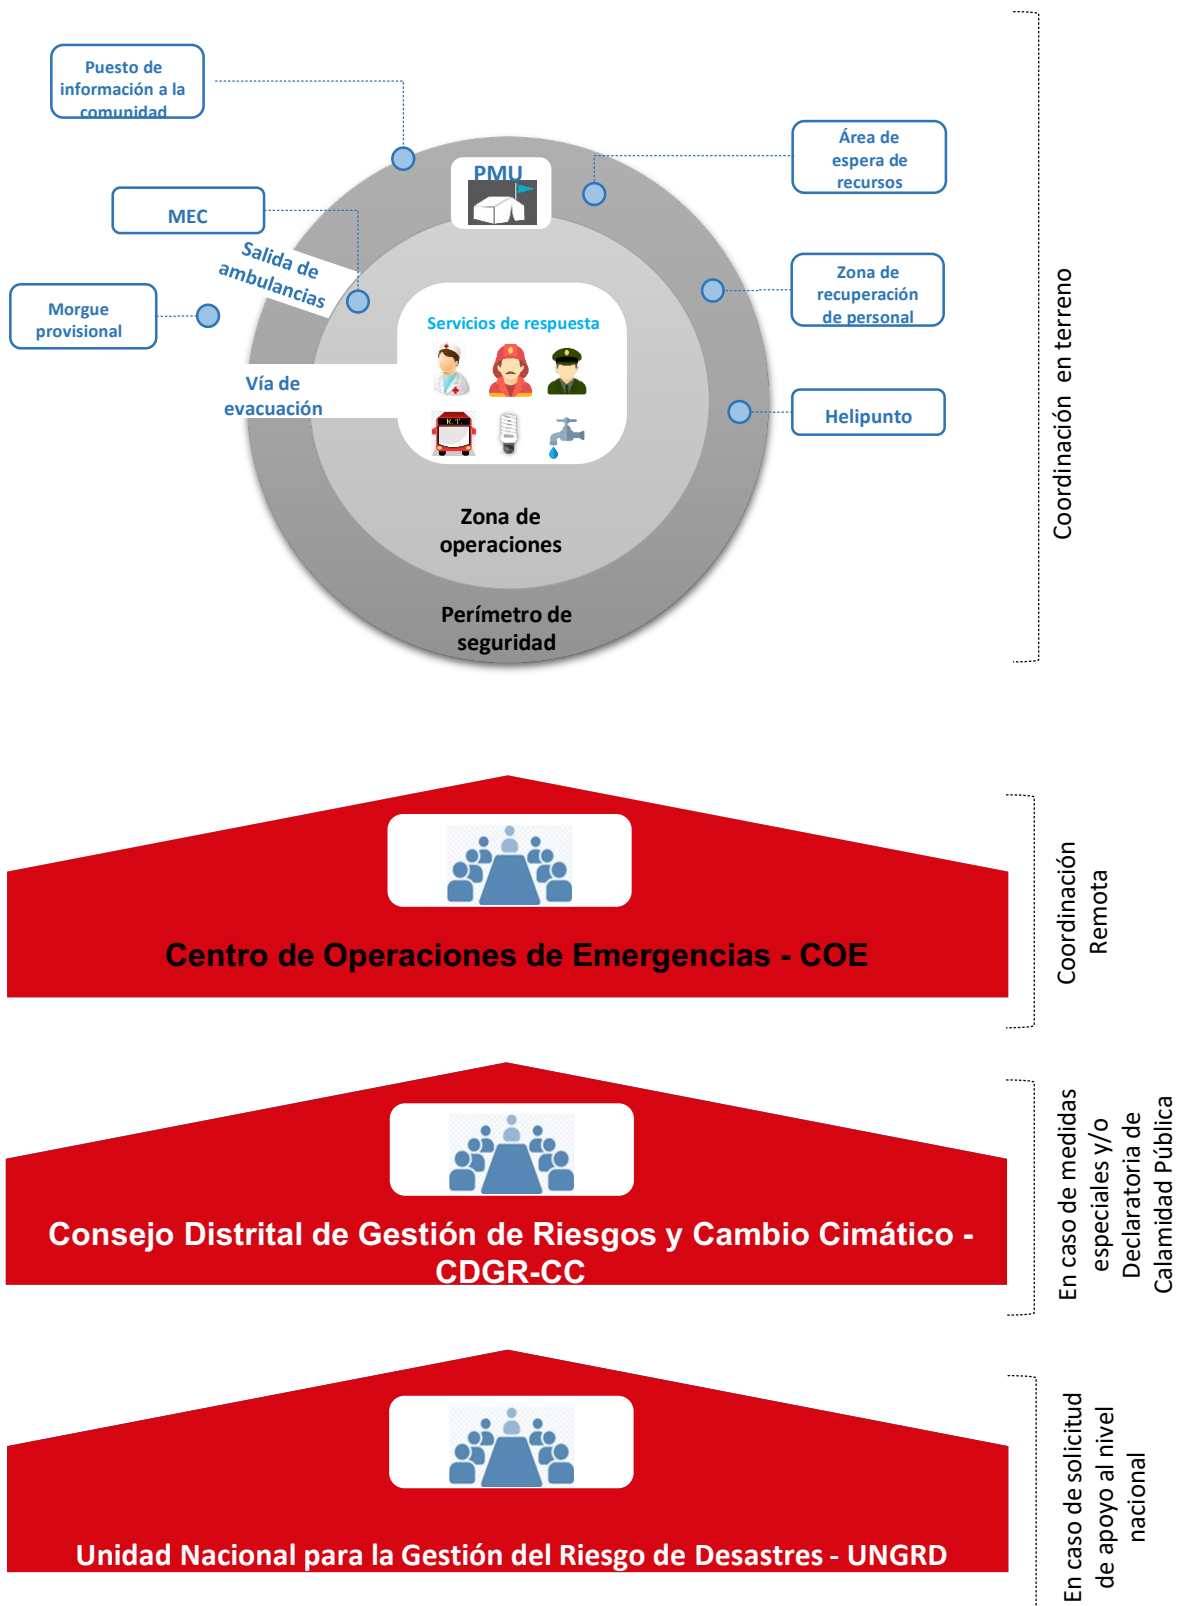 Puesto de
información a la
comunidad
PMU
Área de
espera de
recursos
MEC
Salida de
ambulancias
Zona de
recuperación
de personal
Morgue
provisional
Servicios de respuesta
R.T.
Vía de
evacuación
Helipunto
Zona de
operaciones
Perímetro de
seguridad
Coordinación en terreno
Centro de Operaciones de Emergencias - COE
Coordinación
Remota
Consejo Distrital de Gestión de Riesgos y Cambio Cimático -
CDGR-CC
En caso de medidas
especiales y/o
Declaratoria de
Calamidad Pública
Unidad Nacional para la Gestión del Riesgo de Desastres - UNGRD
En caso de solicitud
de apoyo al nivel
nacional